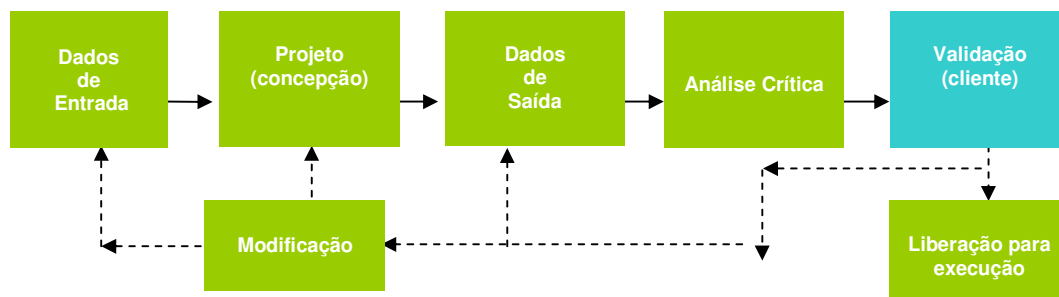 Dados
de
Entrada
Projeto
(concepção)
Dados
de
Saída
Análise Crítica
Validação
(cliente)
Modificação
Liberação para
execução